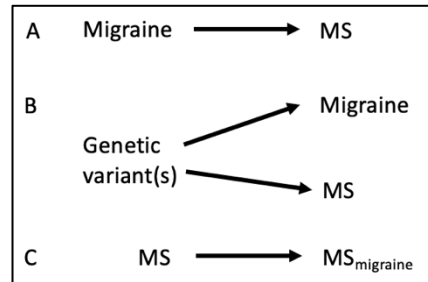 A Migraine MS
B Migraine
Genetic
variant(s)
MS
C MS MSmigraine